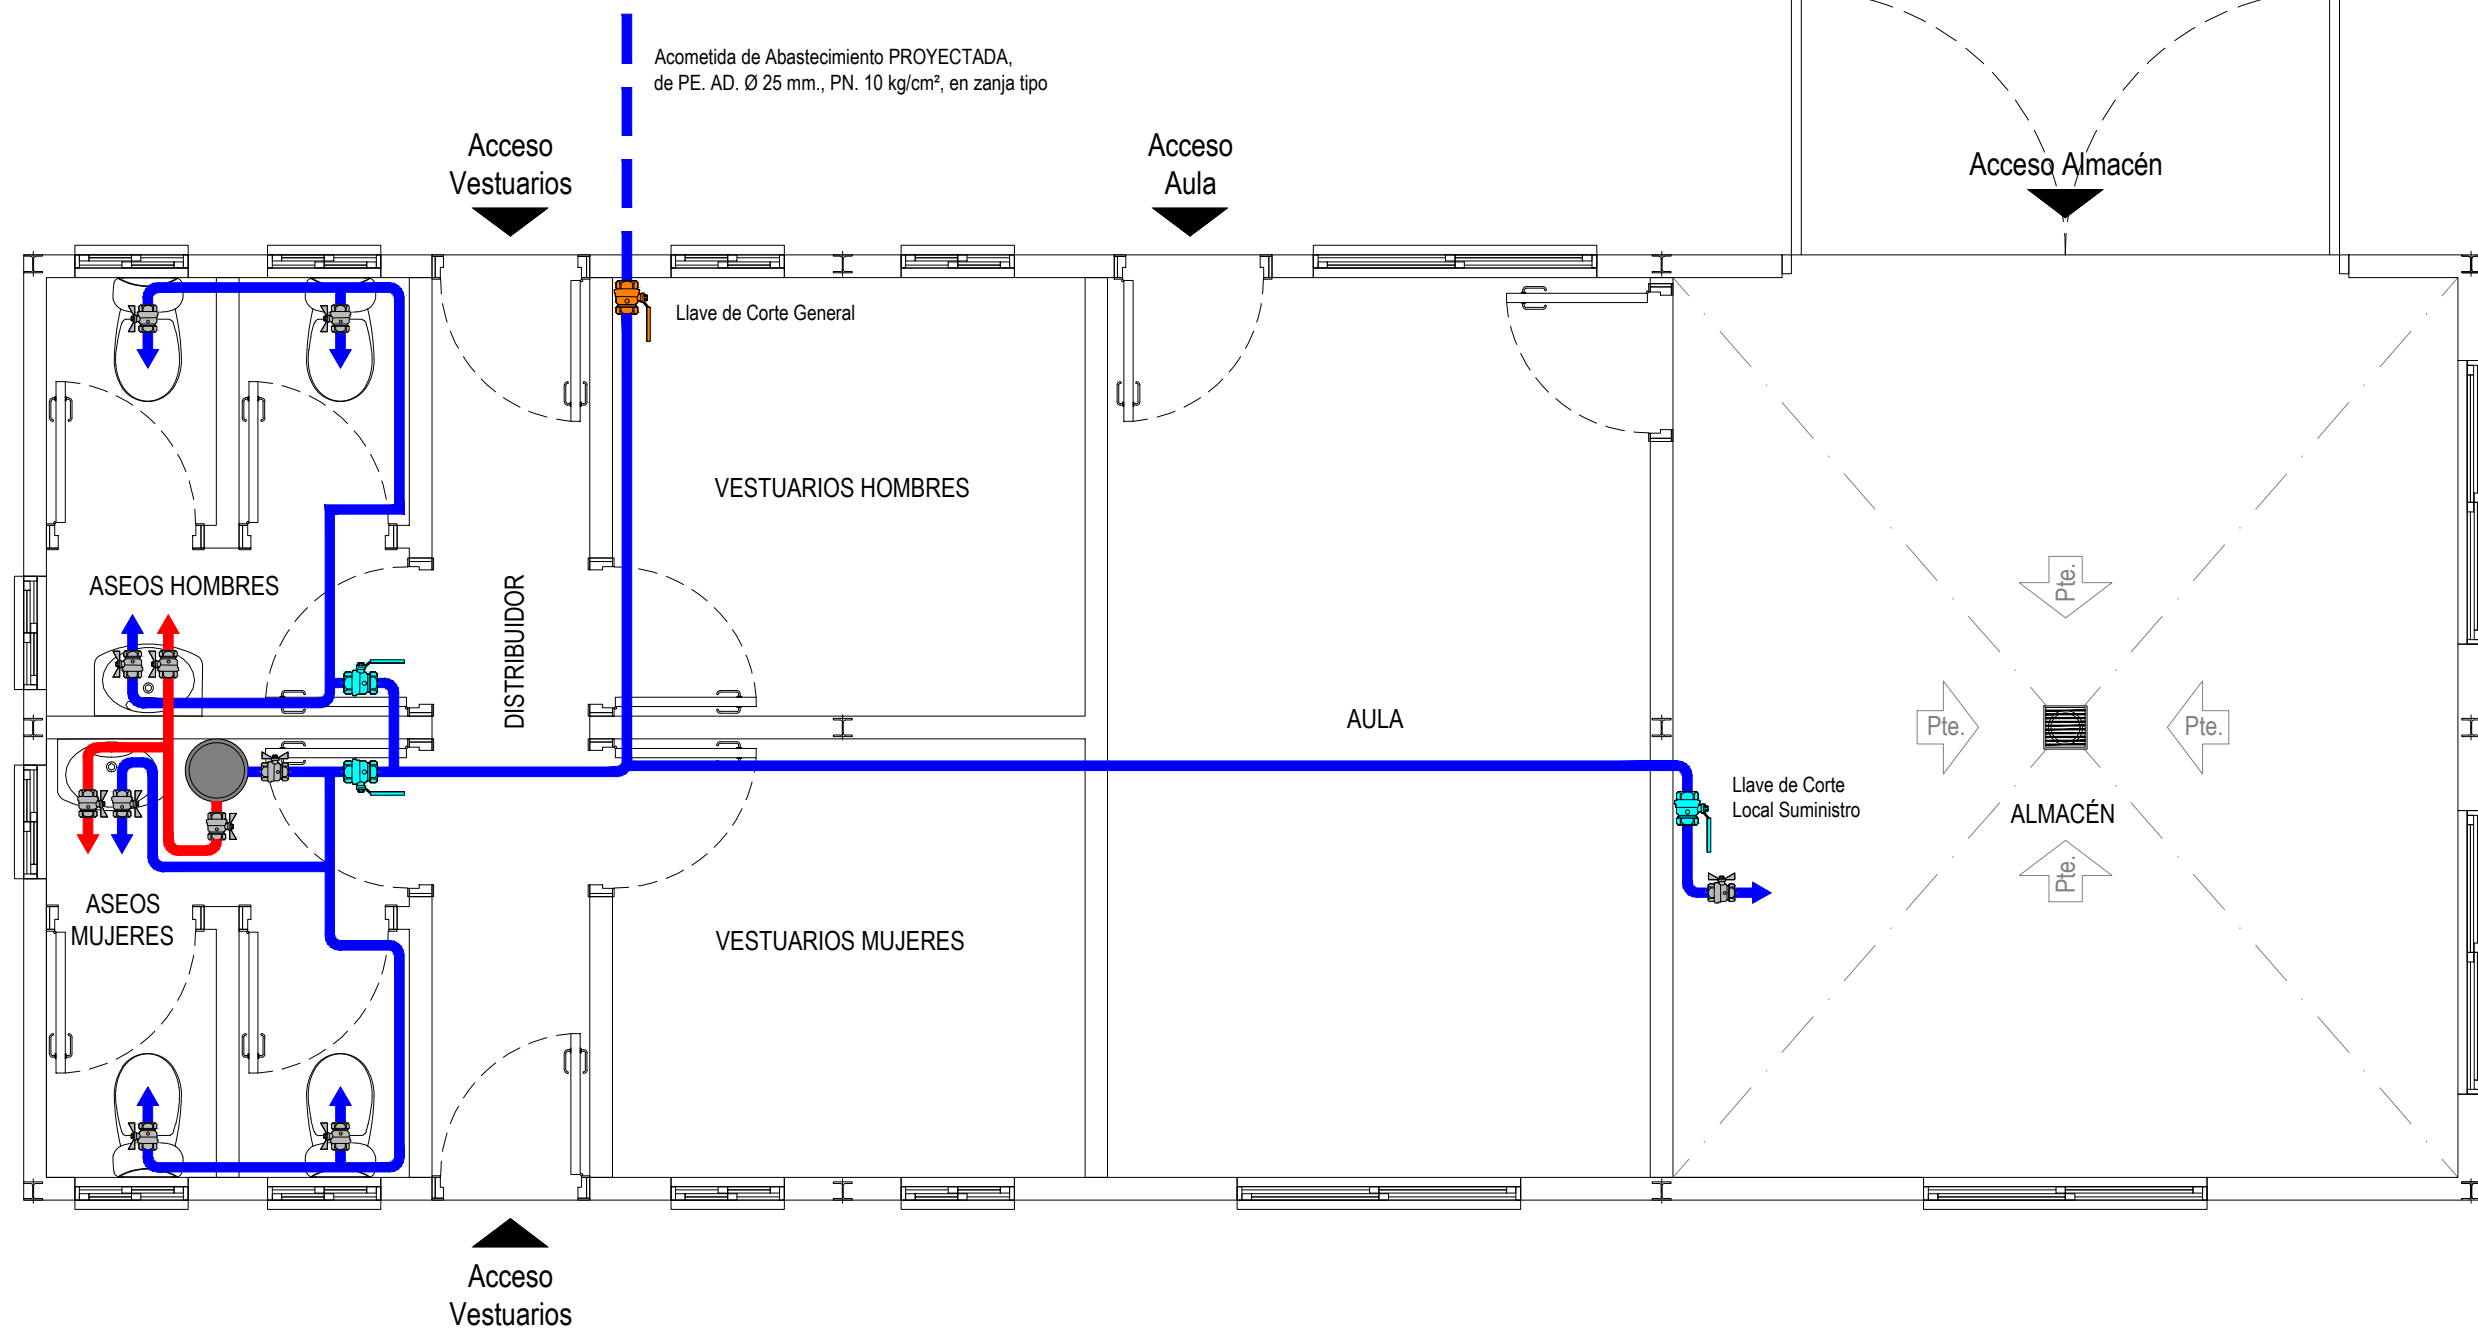 Acometida de Abastecimiento PROYECTADA,
de PE. AD. Ø 25 mm., PN. 10 kg/cm², en zanja tipo
Acceso
Vestuarios
Acceso
Aula
Acceso Almacén
Llave de Corte General
VESTUARIOS HOMBRES
ASEOS HOMBRES
DISTRIBUIDOR
AULA
Pte.
Pte.
Pte.
Llave de Corte
Local Suministro
ALMACÉN
Pte.
ASEOS
MUJERES
VESTUARIOS MUJERES
Acceso
Vestuarios